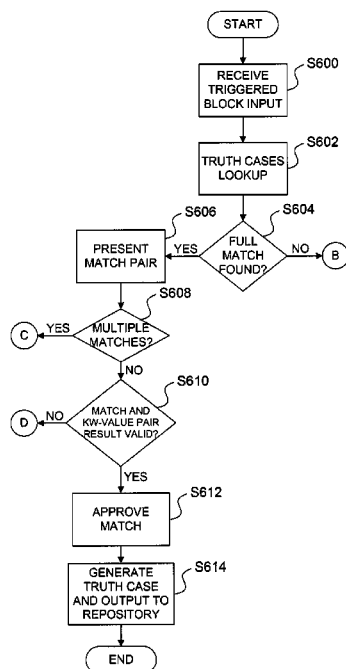 START
S600
RECEIVE
TRIGGERED
BLOCK INPUT
S602
TRUTH CASES
LOOKUP
S604
FULL
MATCH
FOUND?
YES
NO
B
S606
PRESENT
MATCH PAIR
S608
MULTIPLE
MATCHES?
YES
C
NO
S610
MATCH AND
KW-VALUE PAIR
RESULT VALID?
NO
D
YES
S612
APPROVE
MATCH
S614
GENERATE
TRUTH CASE
AND OUTPUT TO
REPOSITORY
END